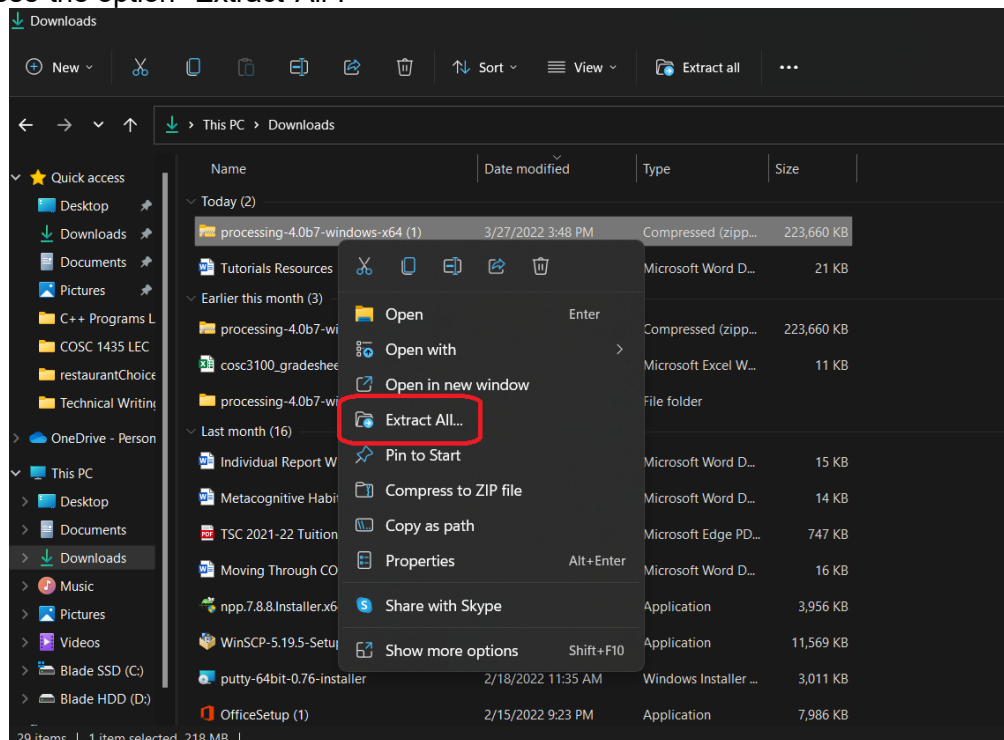 the option "Extract All".
Downloads
New
Sort
View
Extract all
This PC > Downloads
Name Date modified Type Size
Quick access
Desktop
Downloads
Documents
Pictures
C++ Programs L
COSC 1435 LEC
restaurantChoice
Technical Writing
OneDrive - Person
This PC
Desktop
Documents
Downloads
Music
Pictures
Videos
Blade SSD (C:)
Blade HDD (D:)
Today (2)
processing-4.0b7-windows-x64 (1) 3/27/2022 3:48 PM Compressed (zipp... 223,660 KB
Tutorials Resources Microsoft Word D... 21 KB
Earlier this month (3)
processing-4.0b7-wi Compressed (zipp... 223,660 KB
cosc3100_gradeshee Microsoft Excel W... 11 KB
processing-4.0b7-wi File folder
Last month (16)
Individual Report W Microsoft Word D... 15 KB
Metacognitive Habi Microsoft Word D... 14 KB
TSC 2021-22 Tuition Microsoft Edge PD... 747 KB
Moving Through CO Microsoft Word D... 16 KB
npp.7.8.8.Installer.x6 Application 3,956 KB
WinSCP-5.19.5-Setu Application 11,569 KB
putty-64bit-0.76-installer 2/18/2022 11:35 AM Windows Installer ... 3,011 KB
OfficeSetup (1) 2/15/2022 9:23 PM Application 7,986 KB
Open Enter
Open with
Open in new window
Extract All...
Pin to Start
Compress to ZIP file
Copy as path
Properties Alt+Enter
Share with Skype
Show more options Shift+F10
29 items | 1 item selected 218 MB |